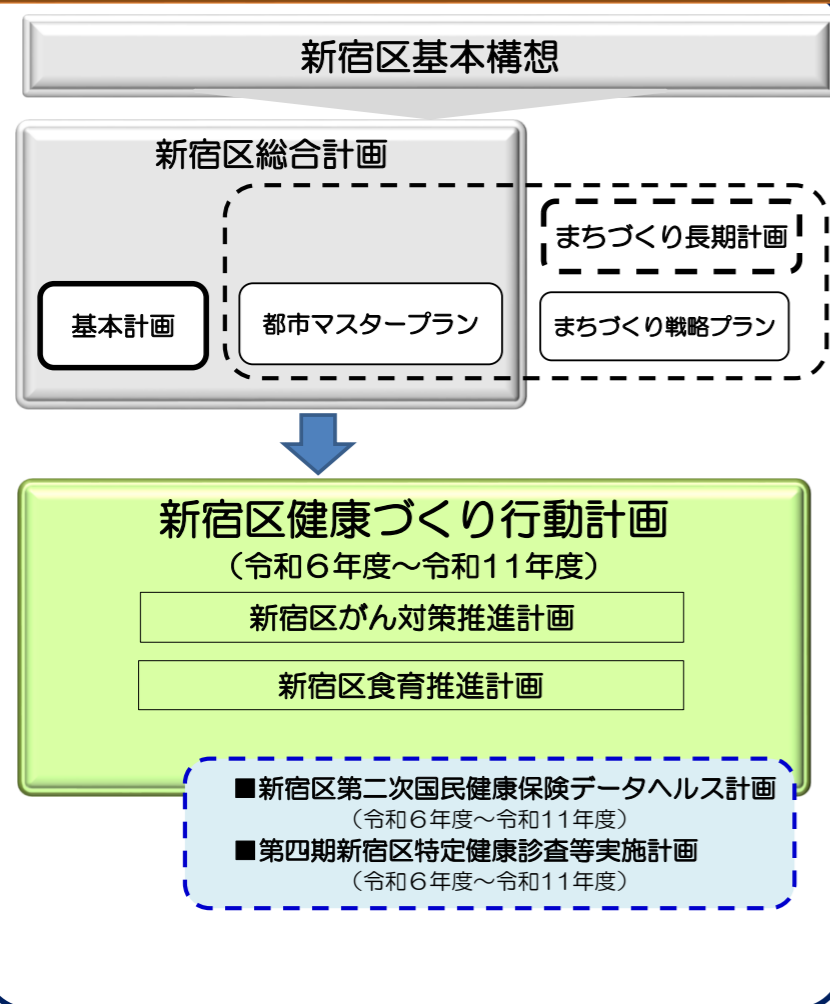 新宿区基本構想
新宿区総合計画
まちづくり長期計画
基本計画
都市マスタープラン
まちづくり戦略プラン
新宿区健康づくり行動計画
（令和６年度～令和11年度）
新宿区がん対策推進計画
新宿区食育推進計画
■新宿区第二次国民健康保険データヘルス計画
（令和６年度～令和11年度）
■第四期新宿区特定健康診査等実施計画
（令和６年度～令和11年度）